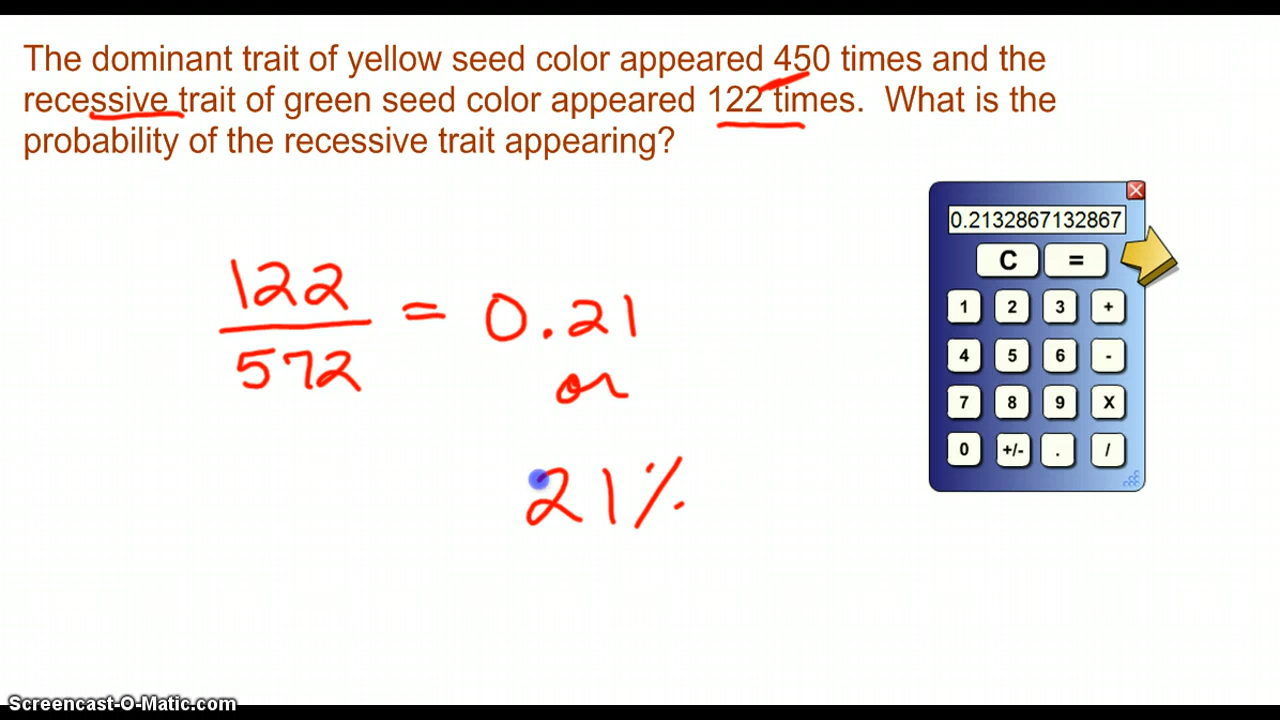 The dominant trait of yellow seed color appeared 450 times and the
recessive trait of green seed color appeared 122 times. What is the
probability of the recessive trait appearing?
122
572
= 0.21
or
21%
0.2132867132867
C =
1 2 3 +
4 5 6 -
7 8 9 X
0 +/- . /
Screencast-O-Matic.com